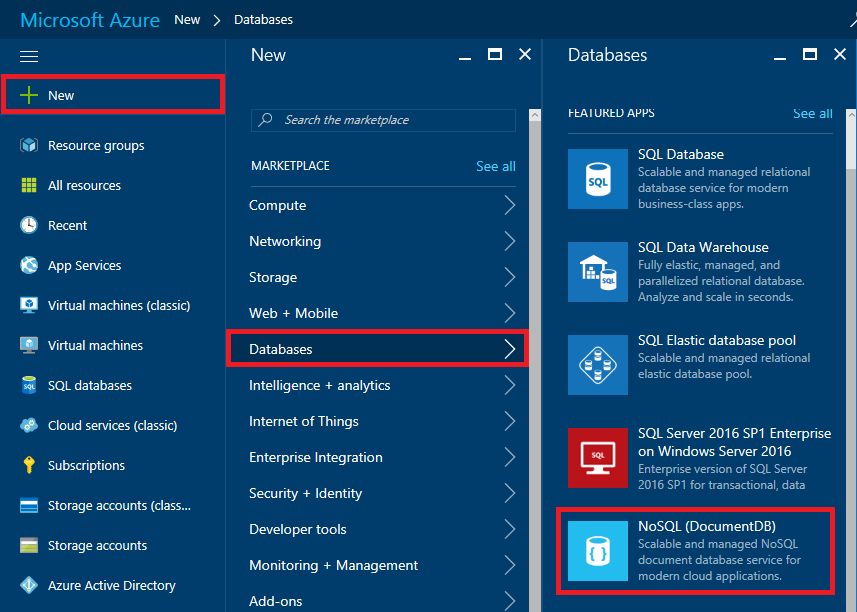 Microsoft Azure New > Databases
New
Resource groups
All resources
Recent
App Services
Virtual machines (classic)
Virtual machines
SQL databases
Cloud services (classic)
Subscriptions
Storage accounts (class...
Storage accounts
Azure Active Directory
New
Search the marketplace
MARKETPLACE See all
Compute
Networking
Storage
Web + Mobile
Databases
Intelligence + analytics
Internet of Things
Enterprise Integration
Security + Identity
Developer tools
Monitoring + Management
Add-ons
Databases
FEATURED APPS See all
SQL
SQL Database
Scalable and managed relational
database service for modern
business-class apps.
SQL
SQL Data Warehouse
Fully elastic, managed, and
parallelized relational database.
Analyze and scale in seconds.
SQL Elastic database pool
Scalable and managed relational
elastic database pool.
SQL
SQL Server 2016 SP1 Enterprise
on Windows Server 2016
Enterprise version of SQL Server
2016 SP1 for transactional, data
NoSQL (DocumentDB)
Scalable and managed NoSQL
document database service for
modern cloud applications.